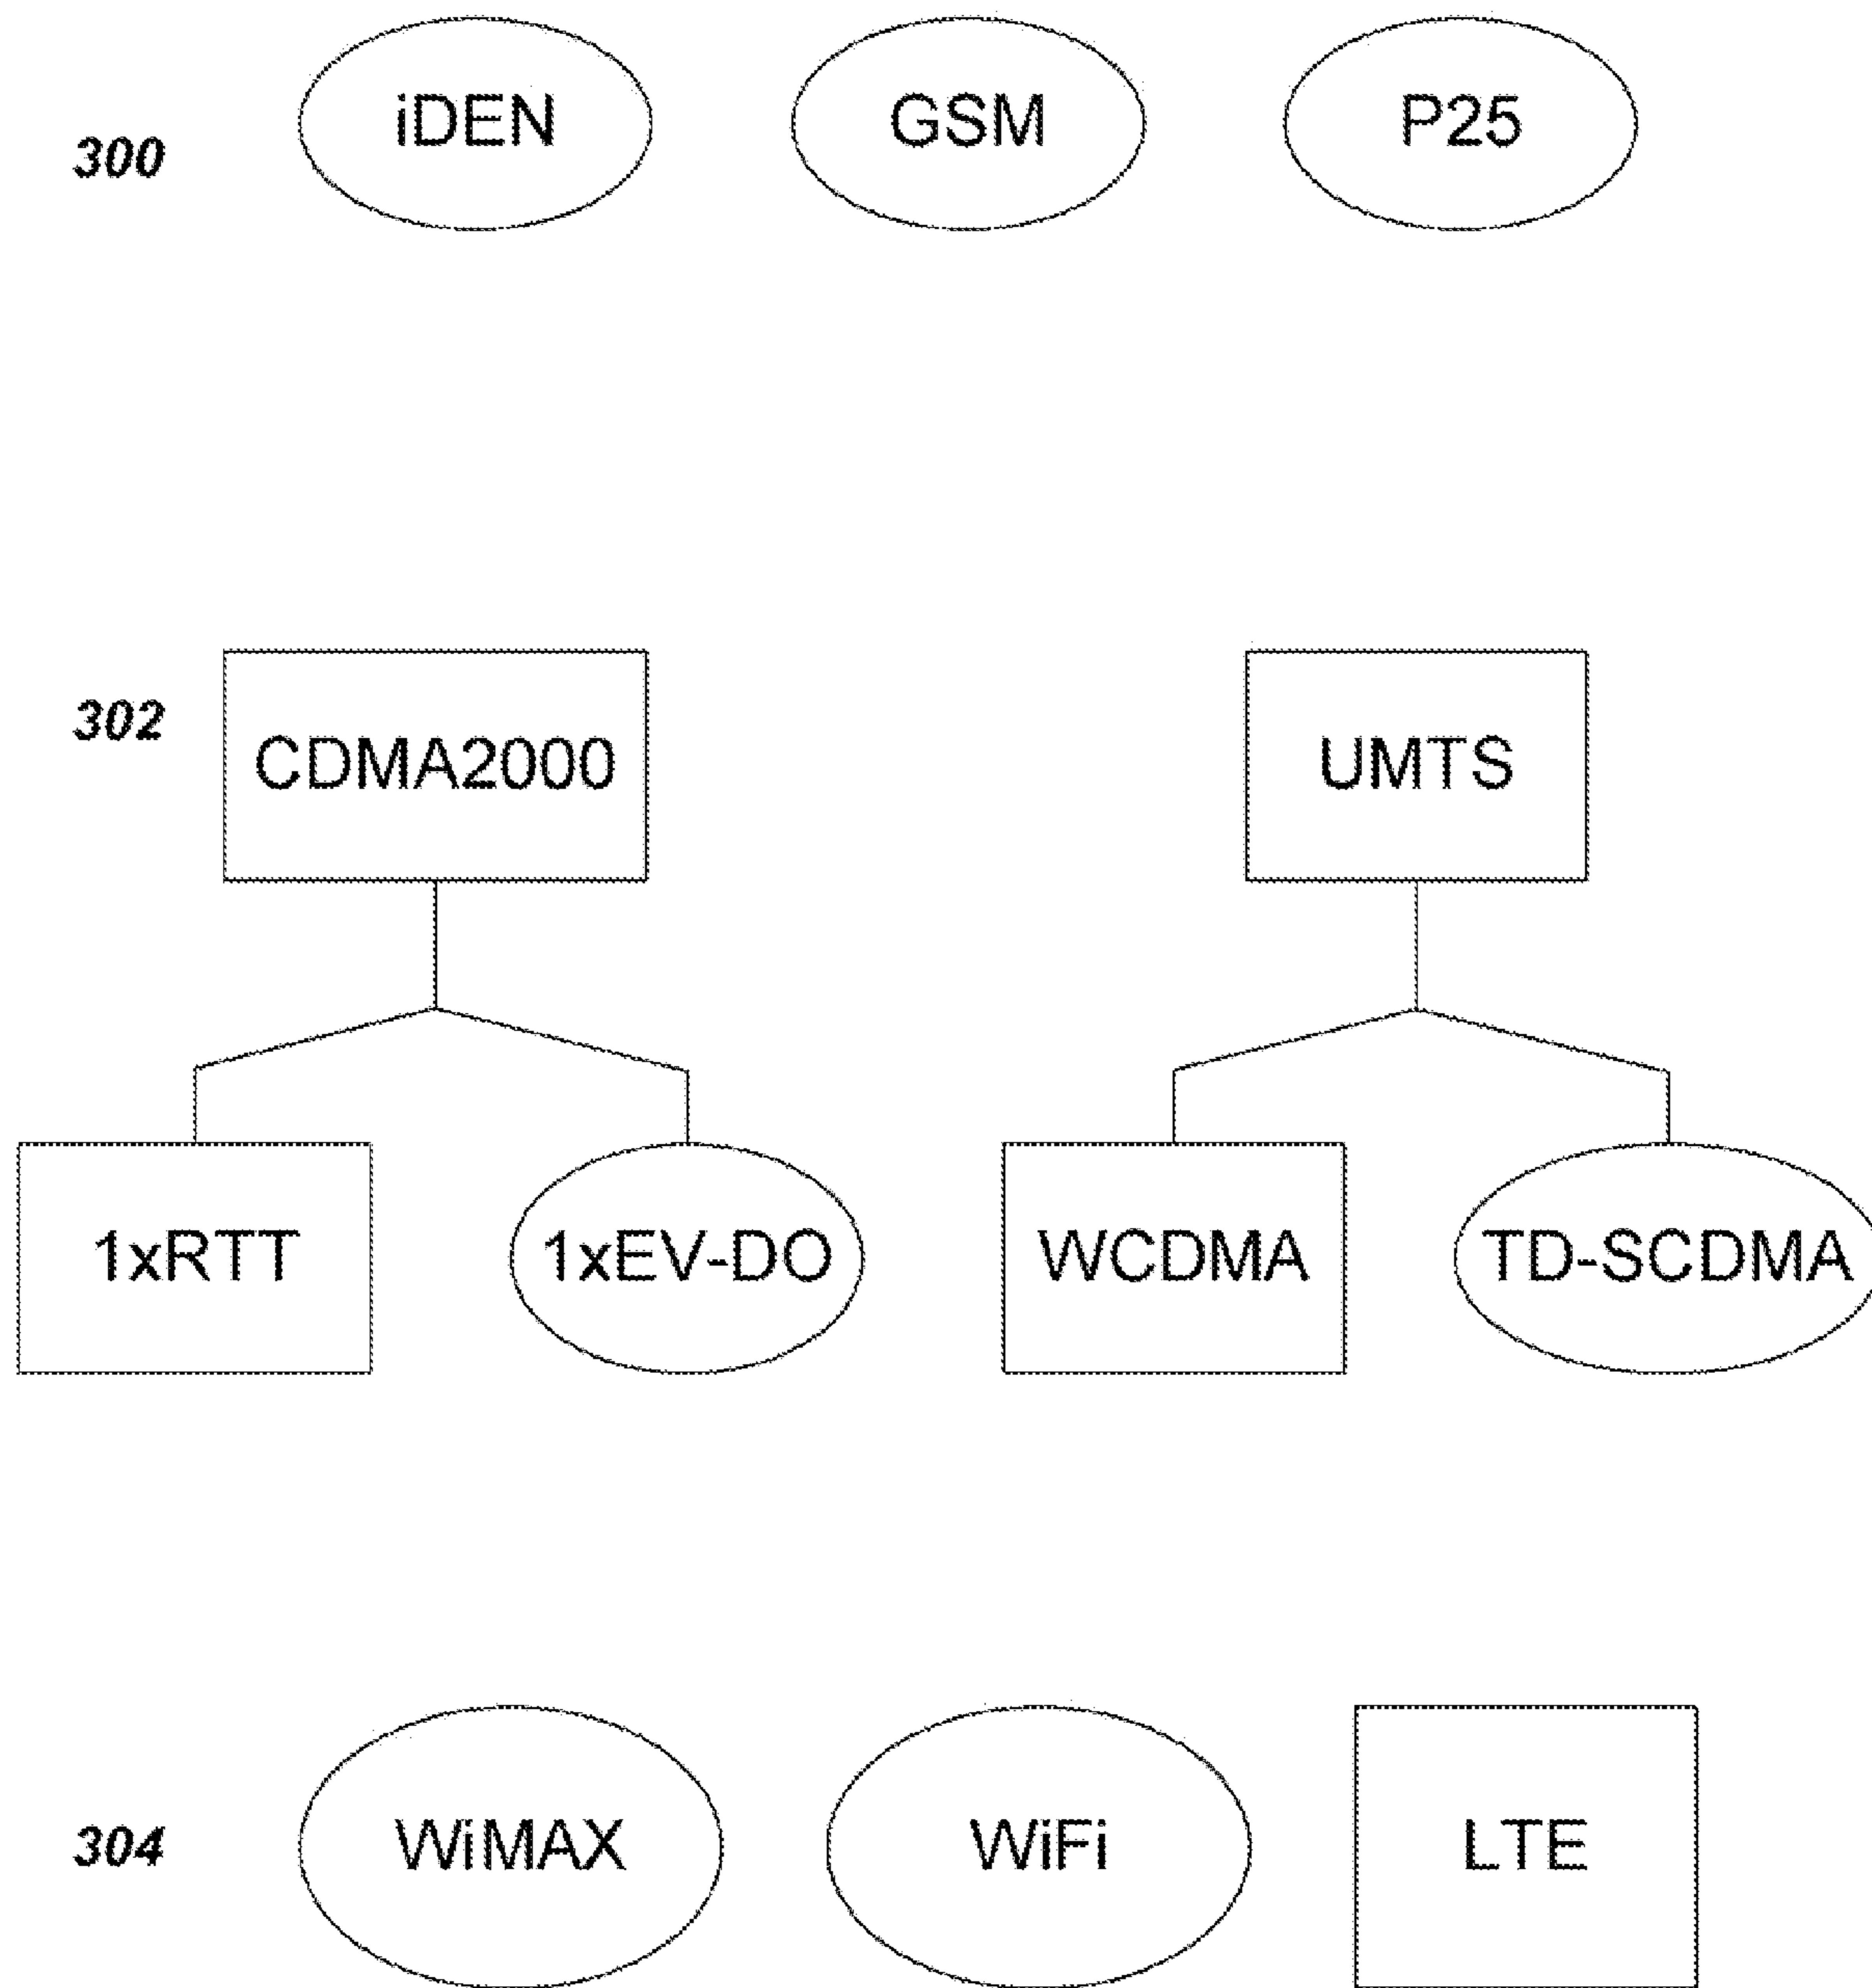 iDEN GSM P25
300
302
CDMA2000 UMTS
1xRTT 1xEV-DO WCDMA TD-SCDMA
304 WiMAX WiFi LTE